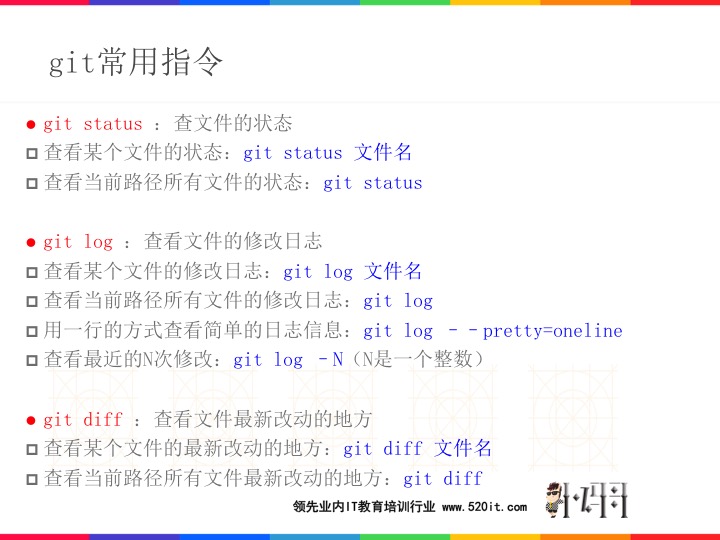 git常用指令
git status ：查文件的状态
查看某个文件的状态：git status 文件名
查看当前路径所有文件的状态：git status
git log ：查看文件的修改日志
查看某个文件的修改日志：git log 文件名
查看当前路径所有文件的修改日志：git log
用一行的方式查看简单的日志信息：git log ––pretty=oneline
查看最近的N次修改：git log –N（N是一个整数）
git diff ：查看文件最新改动的地方
查看某个文件的最新改动的地方：git diff 文件名
查看当前路径所有文件最新改动的地方：git diff
领先业内IT教育培训行业 www.520it.com
小码哥